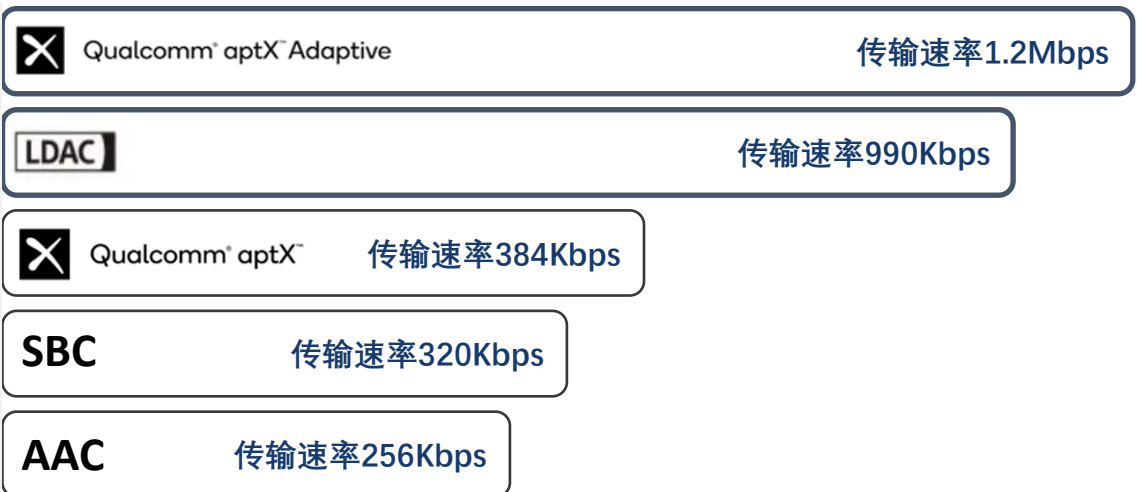 Qualcomm® aptX™ Adaptive 传输速率1.2Mbps
LDAC 传输速率990Kbps
Qualcomm® aptX™ 传输速率384Kbps
SBC 传输速率320Kbps
AAC 传输速率256Kbps